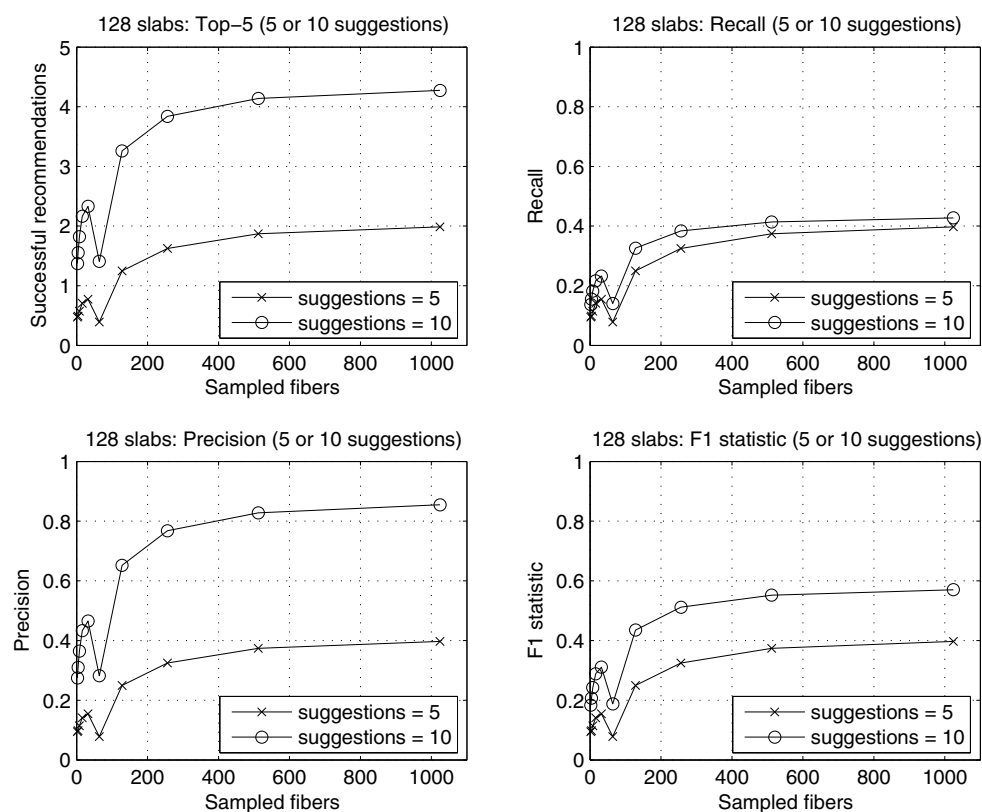 128 slabs: Top−5 (5 or 10 suggestions)
5
4
3
2
1
0
Successful recommendations
0 200 400 600 800 1000
Sampled fibers
suggestions = 5
suggestions = 10
128 slabs: Recall (5 or 10 suggestions)
1
0.8
0.6
0.4
0.2
0
Recall
0 200 400 600 800 1000
Sampled fibers
suggestions = 5
suggestions = 10
128 slabs: Precision (5 or 10 suggestions)
1
0.8
0.6
0.4
0.2
0
Precision
0 200 400 600 800 1000
Sampled fibers
suggestions = 5
suggestions = 10
128 slabs: F1 statistic (5 or 10 suggestions)
1
0.8
0.6
0.4
0.2
0
F1 statistic
0 200 400 600 800 1000
Sampled fibers
suggestions = 5
suggestions = 10